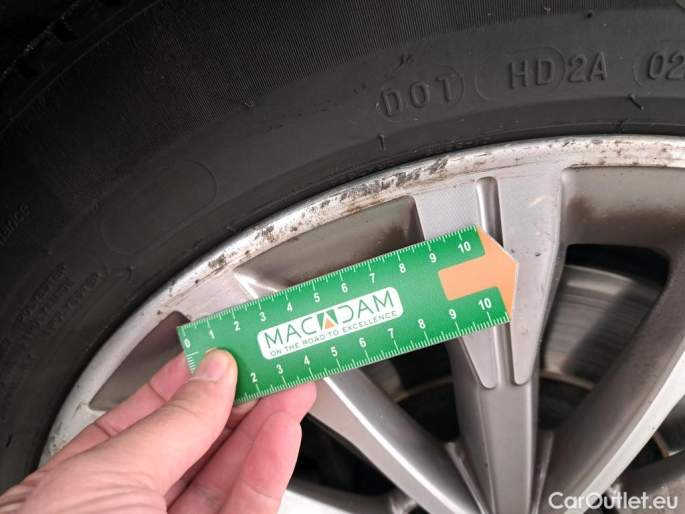 DOT HD2A 02
0 1 2 3 4 5 6 7 8 9 10
MACADAM
ON THE ROAD TO EXCELLENCE
2 3 4 5 6 7 8 9 10
CarOutlet.eu